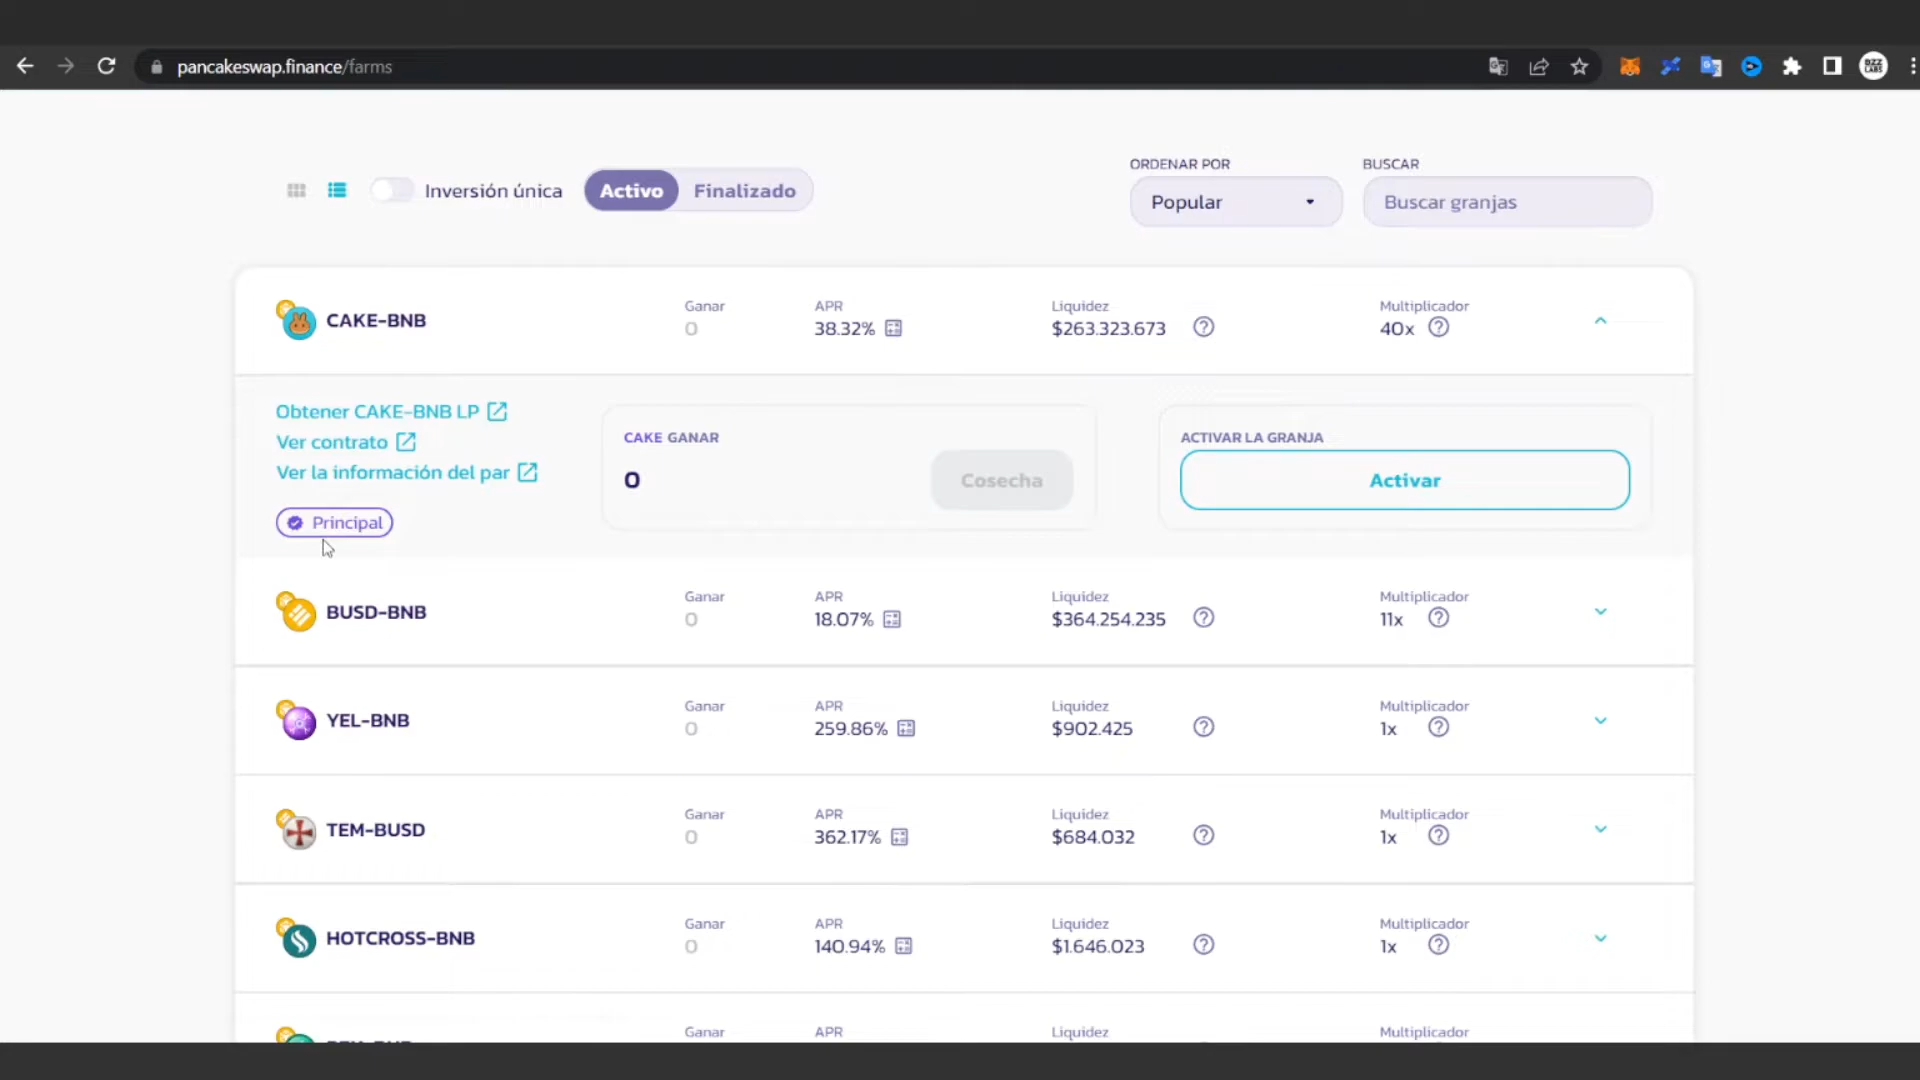 pancakeswap.finance/farms
BZZ LABS
Inversión única
Activo
Finalizado
ORDENAR POR
Popular
BUSCAR
Buscar granjas
CAKE-BNB
Ganar
0
APR
38.32%
Liquidez
$263.323.673
Multiplicador
40x
Obtener CAKE-BNB LP
Ver contrato
Ver la información del par
Principal
CAKE GANAR
0
Cosecha
ACTIVAR LA GRANJA
Activar
BUSD-BNB
Ganar
0
APR
18.07%
Liquidez
$364.254.235
Multiplicador
11x
YEL-BNB
Ganar
0
APR
259.86%
Liquidez
$902.425
Multiplicador
1x
TEM-BUSD
Ganar
0
APR
362.17%
Liquidez
$684.032
Multiplicador
1x
HOTCROSS-BNB
Ganar
0
APR
140.94%
Liquidez
$1.646.023
Multiplicador
1x
Ganar
APR
Liquidez
Multiplicador